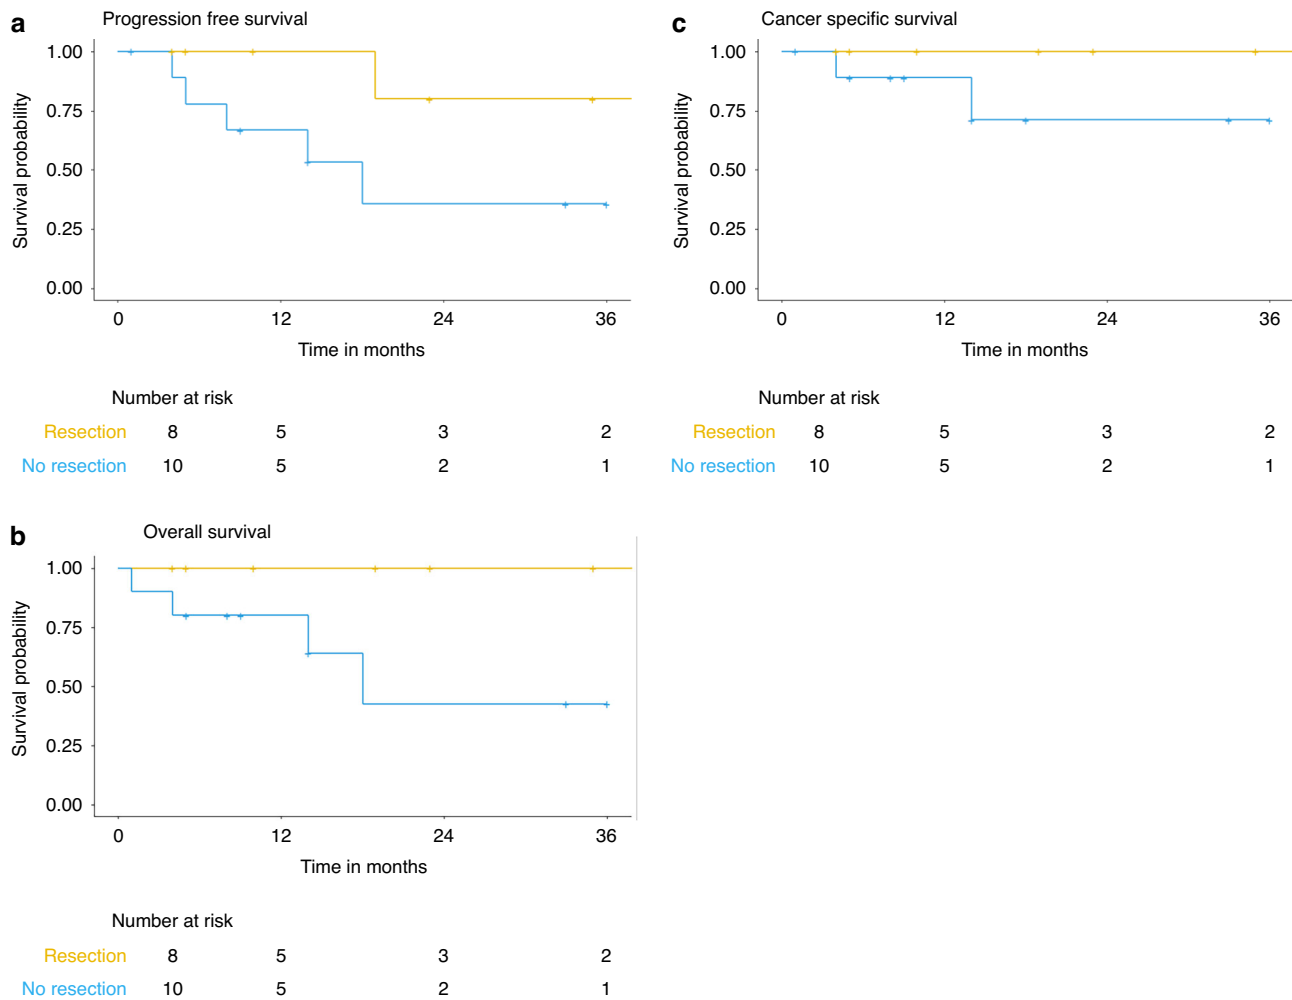 a Progression free survival
1.00
0.75
0.50
0.25
0.00
Survival probability
0 12 24 36
Time in months
Number at risk
Resection 8 5 3 2
No resection 10 5 2 1
b Overall survival
1.00
0.75
0.50
0.25
0.00
Survival probability
0 12 24 36
Time in months
Number at risk
Resection 8 5 3 2
No resection 10 5 2 1
c Cancer specific survival
1.00
0.75
0.50
0.25
0.00
Survival probability
0 12 24 36
Time in months
Number at risk
Resection 8 5 3 2
No resection 10 5 2 1